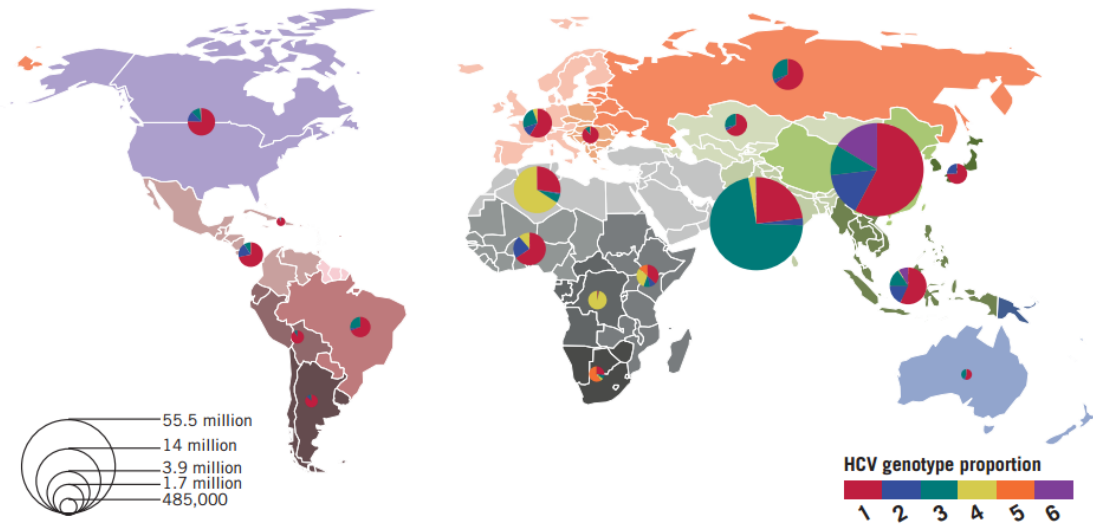 55.5 million
14 million
3.9 million
1.7 million
485,000
HCV genotype proportion
1 2 3 4 5 6